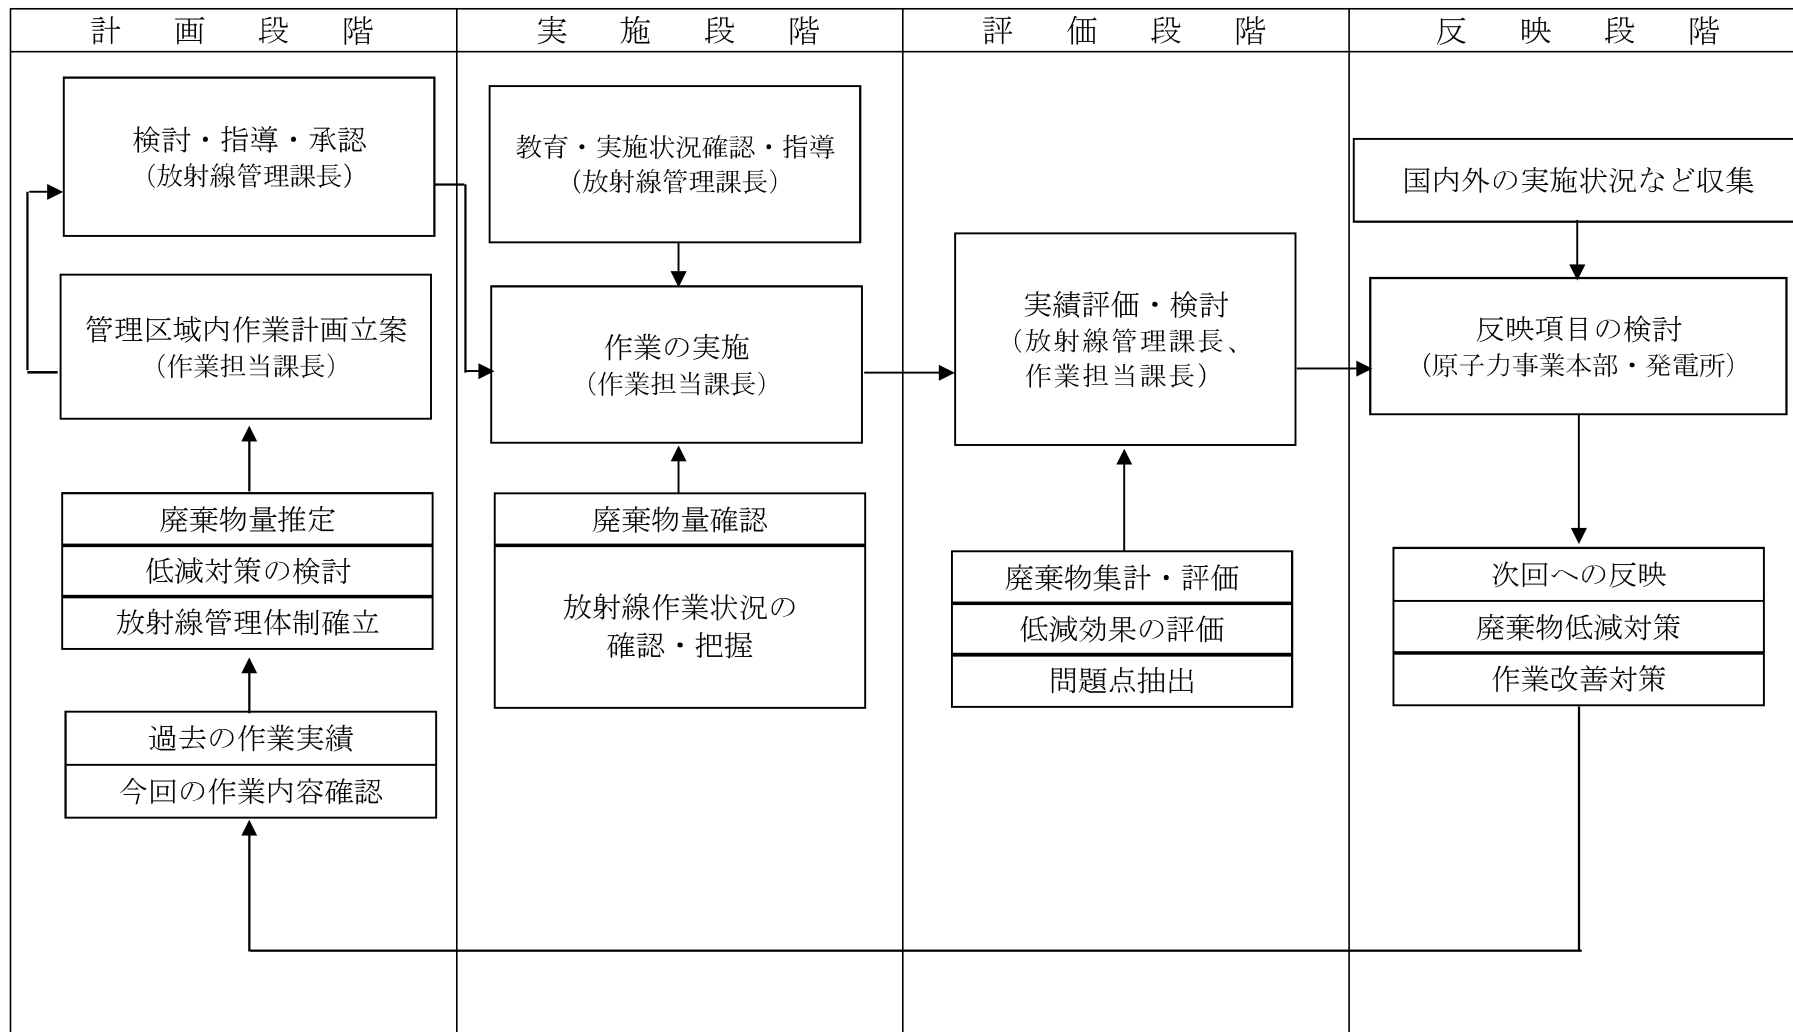 計画段階
検討・指導・承認
(放射線管理課長)
管理区域内作業計画立案
(作業担当課長)
廃棄物量推定
低減対策の検討
放射線管理体制確立
過去の作業実績
今回の作業内容確認
実施段階
教育・実施状況確認・指導
(放射線管理課長)
作業の実施
(作業担当課長)
廃棄物量確認
放射線作業状況の
確認・把握
評価段階
実績評価・検討
(放射線管理課長、
作業担当課長)
廃棄物集計・評価
低減効果の評価
問題点抽出
反映段階
国内外の実施状況など収集
反映項目の検討
(原子力事業本部・発電所)
次回への反映
廃棄物低減対策
作業改善対策